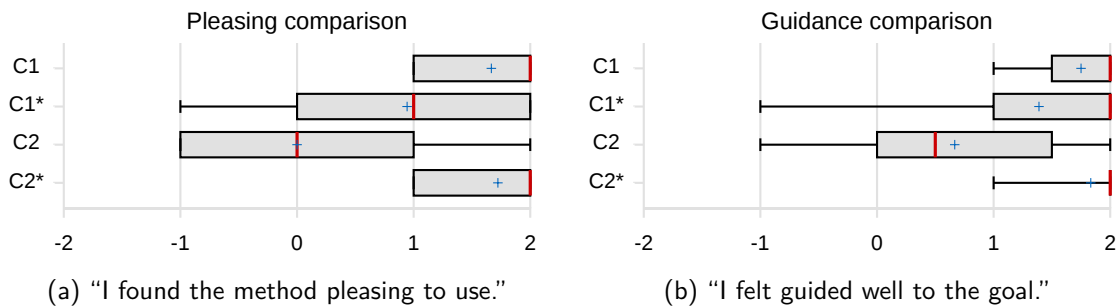 Pleasing comparison
C1
C1*
C2
C2*
-2 -1 0 1 2
(a) “I found the method pleasing to use.”
Guidance comparison
C1
C1*
C2
C2*
-2 -1 0 1 2
(b) “I felt guided well to the goal.”